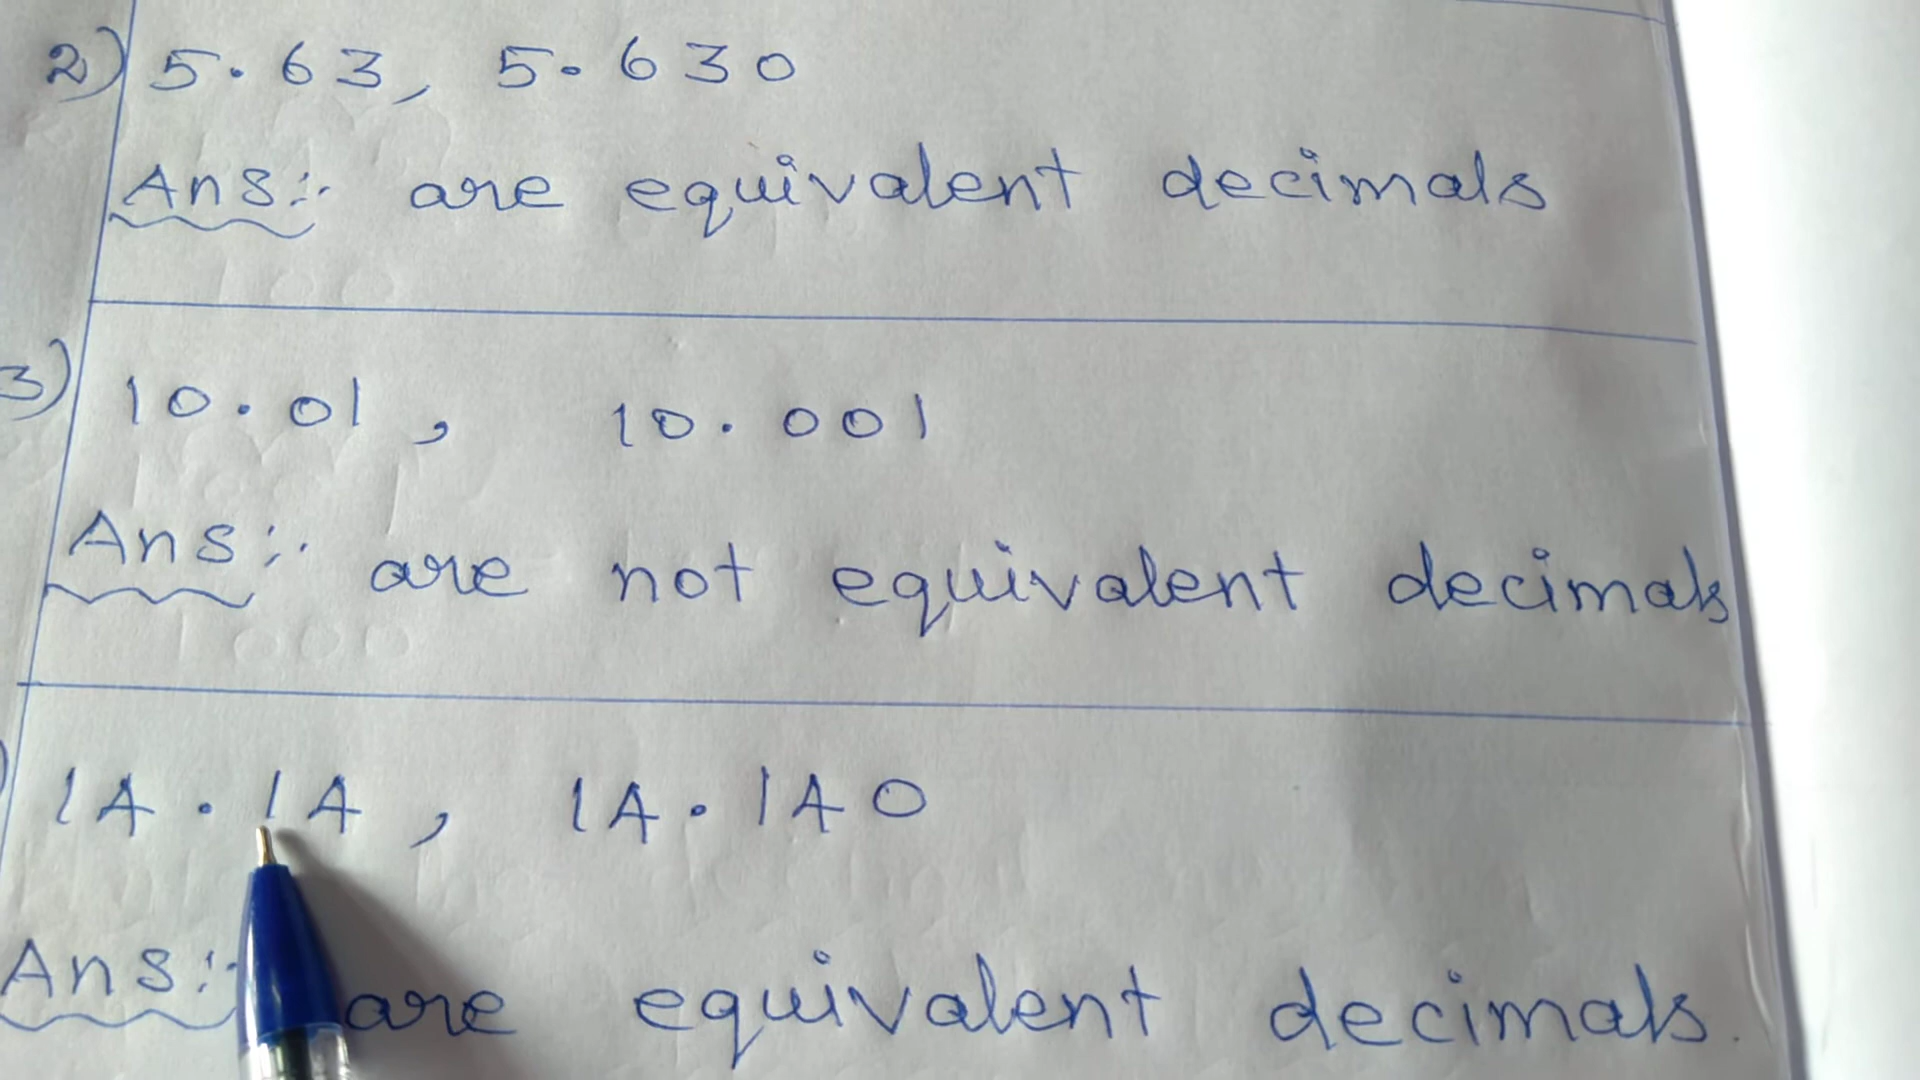 2) 5.63, 5.630
Ans:- are equivalent decimals
3) 10.01, 10.001
Ans:- are not equivalent decimals
) 14.14, 14.140
Ans:- are equivalent decimals.